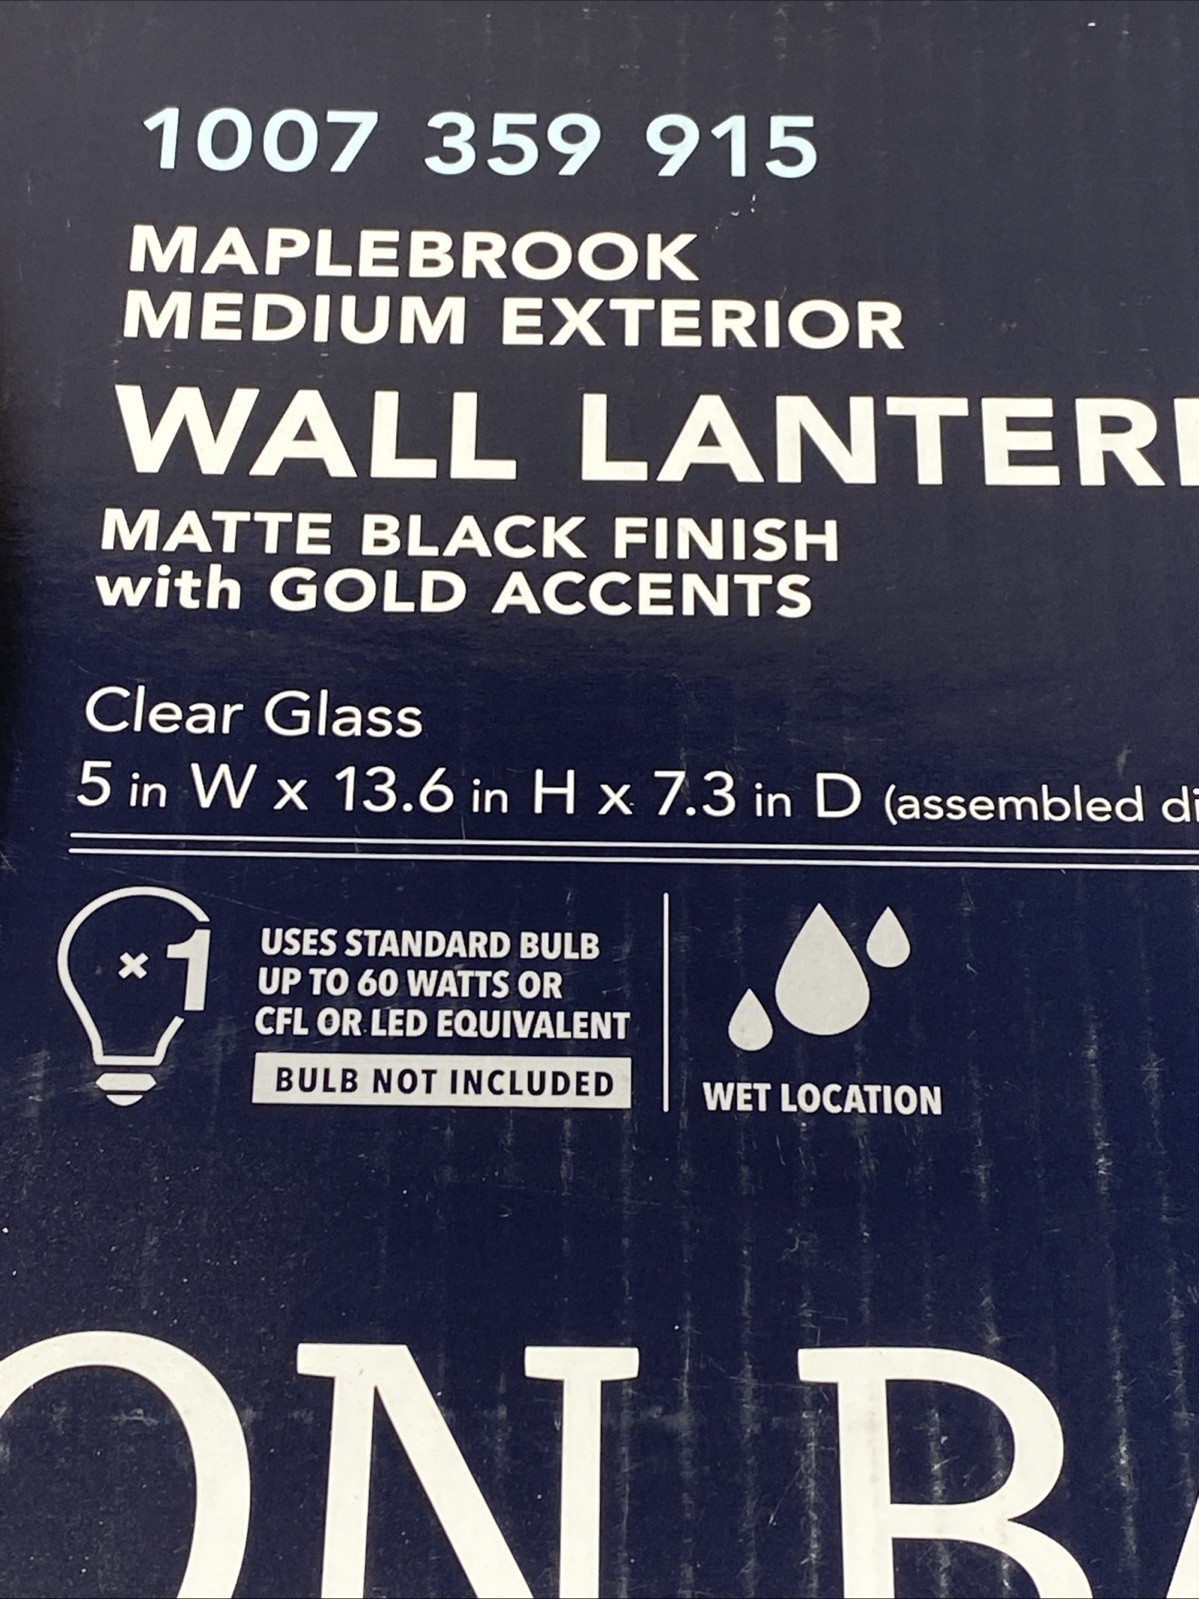 1007 359 915
MAPLEBROOK
MEDIUM EXTERIOR
WALL LANTER
MATTE BLACK FINISH
with GOLD ACCENTS
Clear Glass
5 in W x 13.6 in H x 7.3 in D (assembled di
x 1
USES STANDARD BULB
UP TO 60 WATTS OR
CFL OR LED EQUIVALENT
BULB NOT INCLUDED
WET LOCATION
ON BA